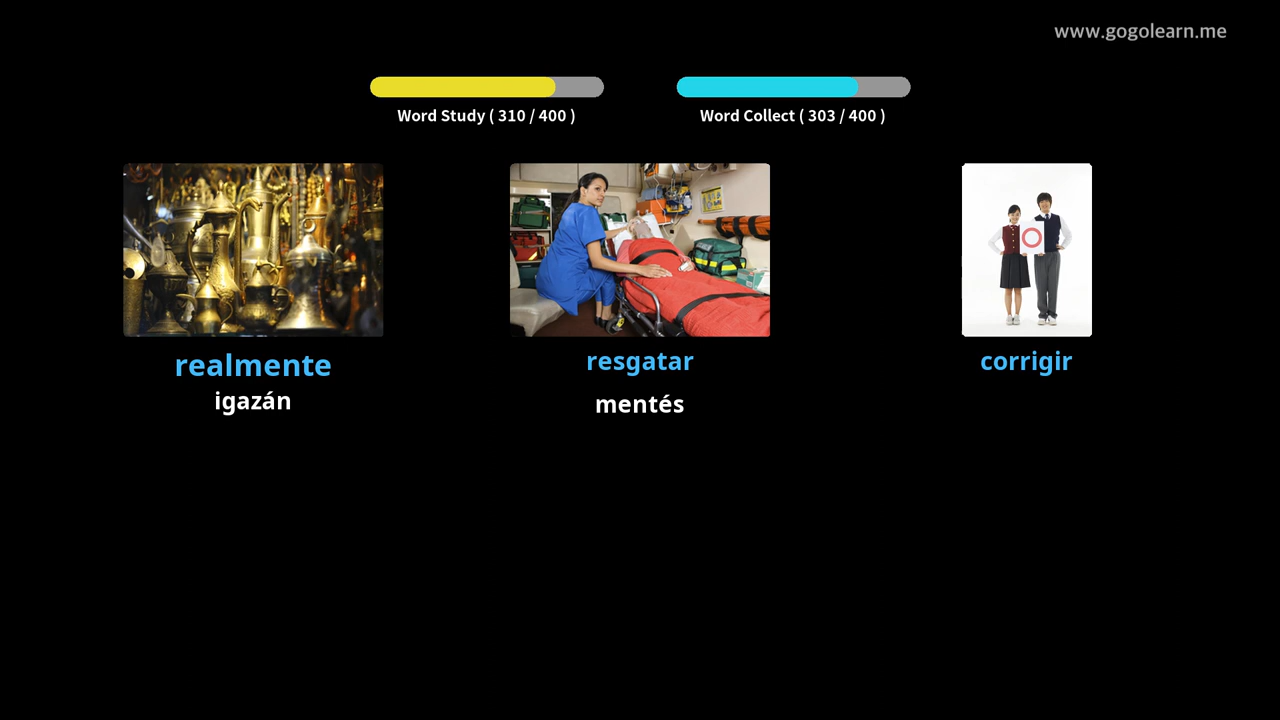 www.gogolearn.me
Word Study ( 310 / 400 )
Word Collect ( 303 / 400 )
realmente
igazán
resgatar
mentés
corrigir